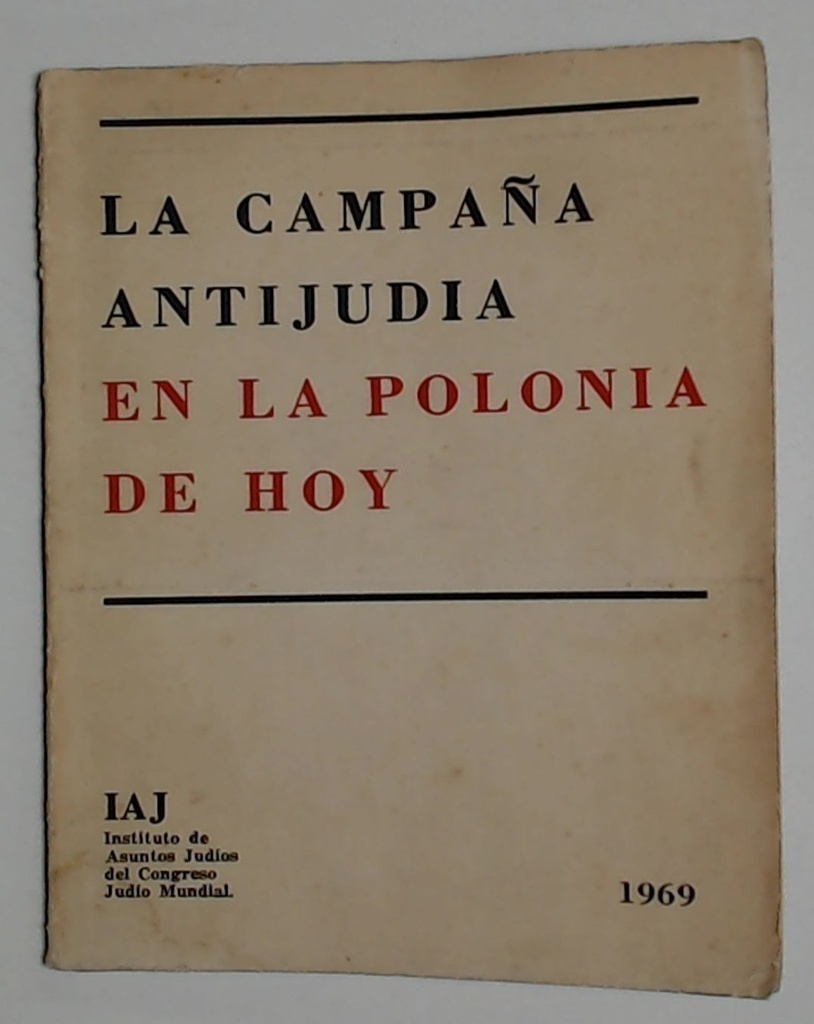 LA CAMPAÑA
ANTIJUDIA
EN LA POLONIA
DE HOY
IAJ
Instituto de
Asuntos Judíos
del Congreso
Judío Mundial.
1969